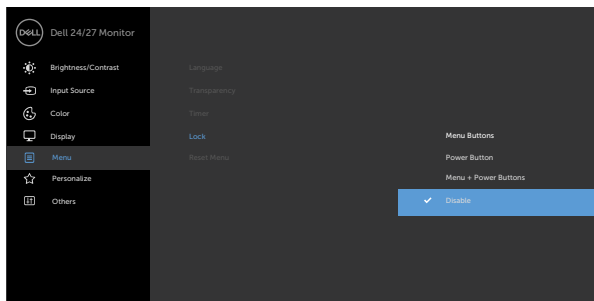 DELL
Dell 24/27 Monitor
Brightness/Contrast
Input Source
Color
Display
Menu
Personalize
Others
Language
Transparency
Timer
Lock
Reset Menu
Menu Buttons
Power Button
Menu + Power Buttons
Disable